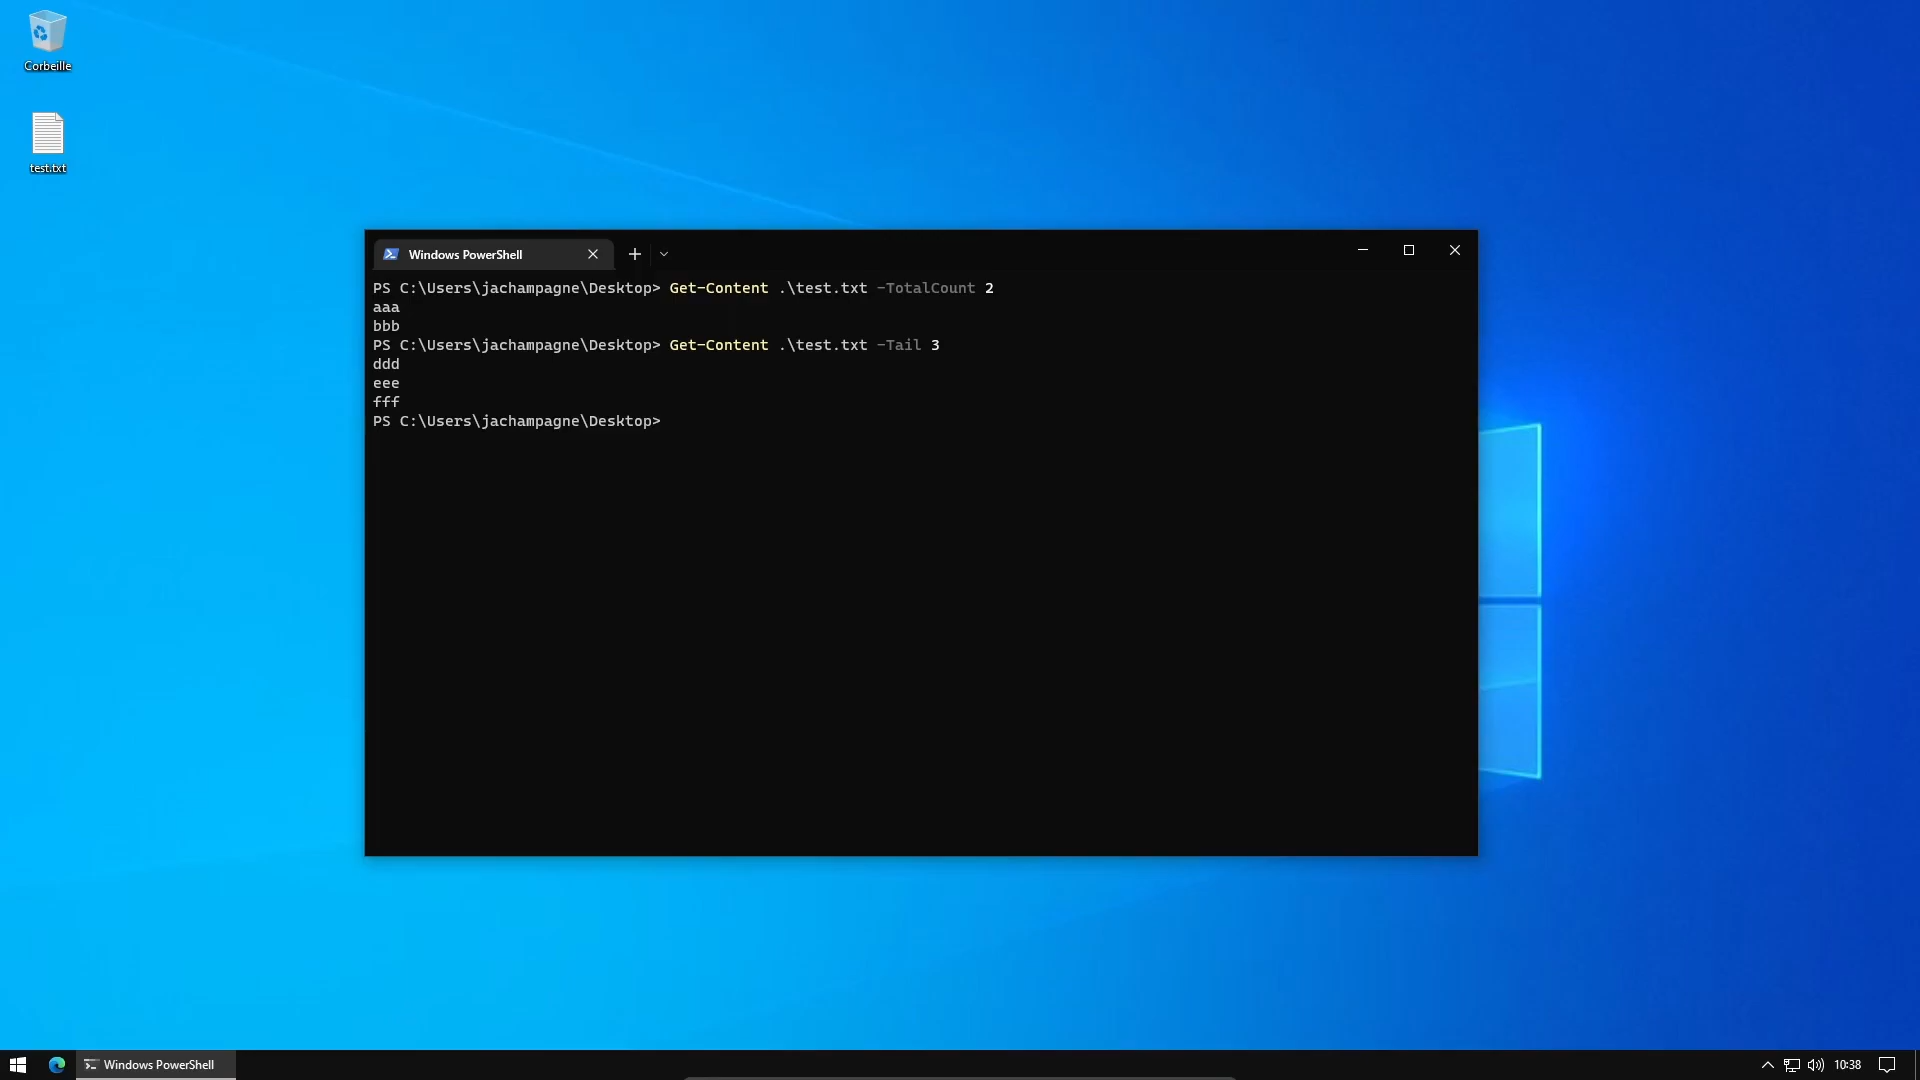 Corbeille
test.txt
Windows PowerShell
PS C:\Users\jachampagne\Desktop> Get-Content .\test.txt -TotalCount 2
aaa
bbb
PS C:\Users\jachampagne\Desktop> Get-Content .\test.txt -Tail 3
ddd
eee
fff
PS C:\Users\jachampagne\Desktop>
Windows PowerShell
10:38